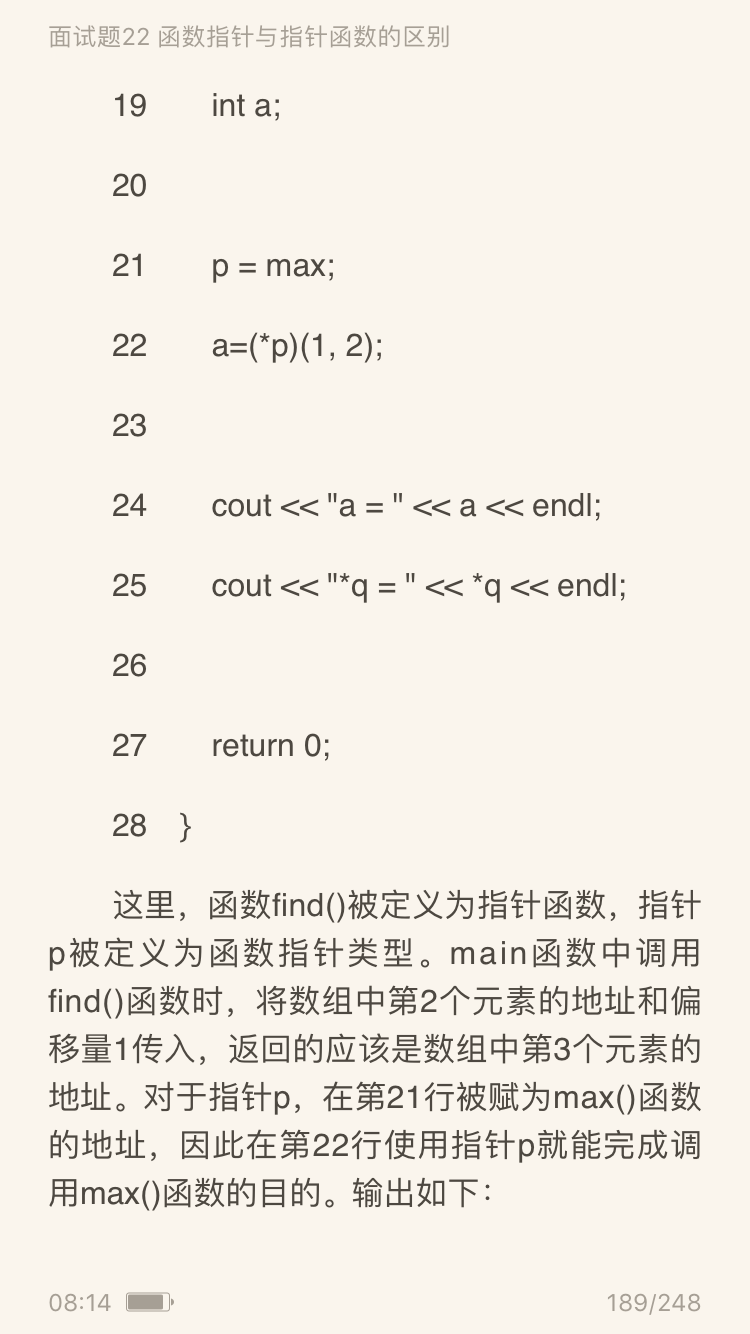 面试题22 函数指针与指针函数的区别
19 int a;
20
21 p = max;
22 a=(*p)(1, 2);
23
24 cout << "a = " << a << endl;
25 cout << "*q = " << *q << endl;
26
27 return 0;
28 }
这里，函数find()被定义为指针函数，指针
p被定义为函数指针类型。main函数中调用
find()函数时，将数组中第2个元素的地址和偏
移量1传入，返回的应该是数组中第3个元素的
地址。对于指针p，在第21行被赋为max()函数
的地址，因此在第22行使用指针p就能完成调
用max()函数的目的。输出如下：
08:14 189/248